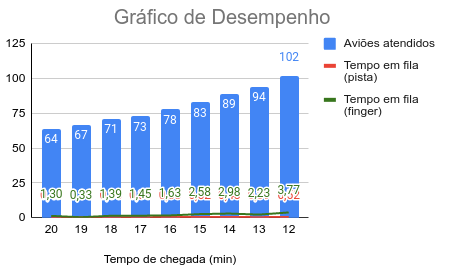 Gráfico de Desempenho
125
Aviões atendidos
Tempo em fila
(pista)
Tempo em fila
(finger)
100
75
50
25
0
64 67 71 73 78 83 89 94 102
1,30 0,33 1,39 1,45 1,63 2,58 2,98 2,23 3,77
20 19 18 17 16 15 14 13 12
Tempo de chegada (min)